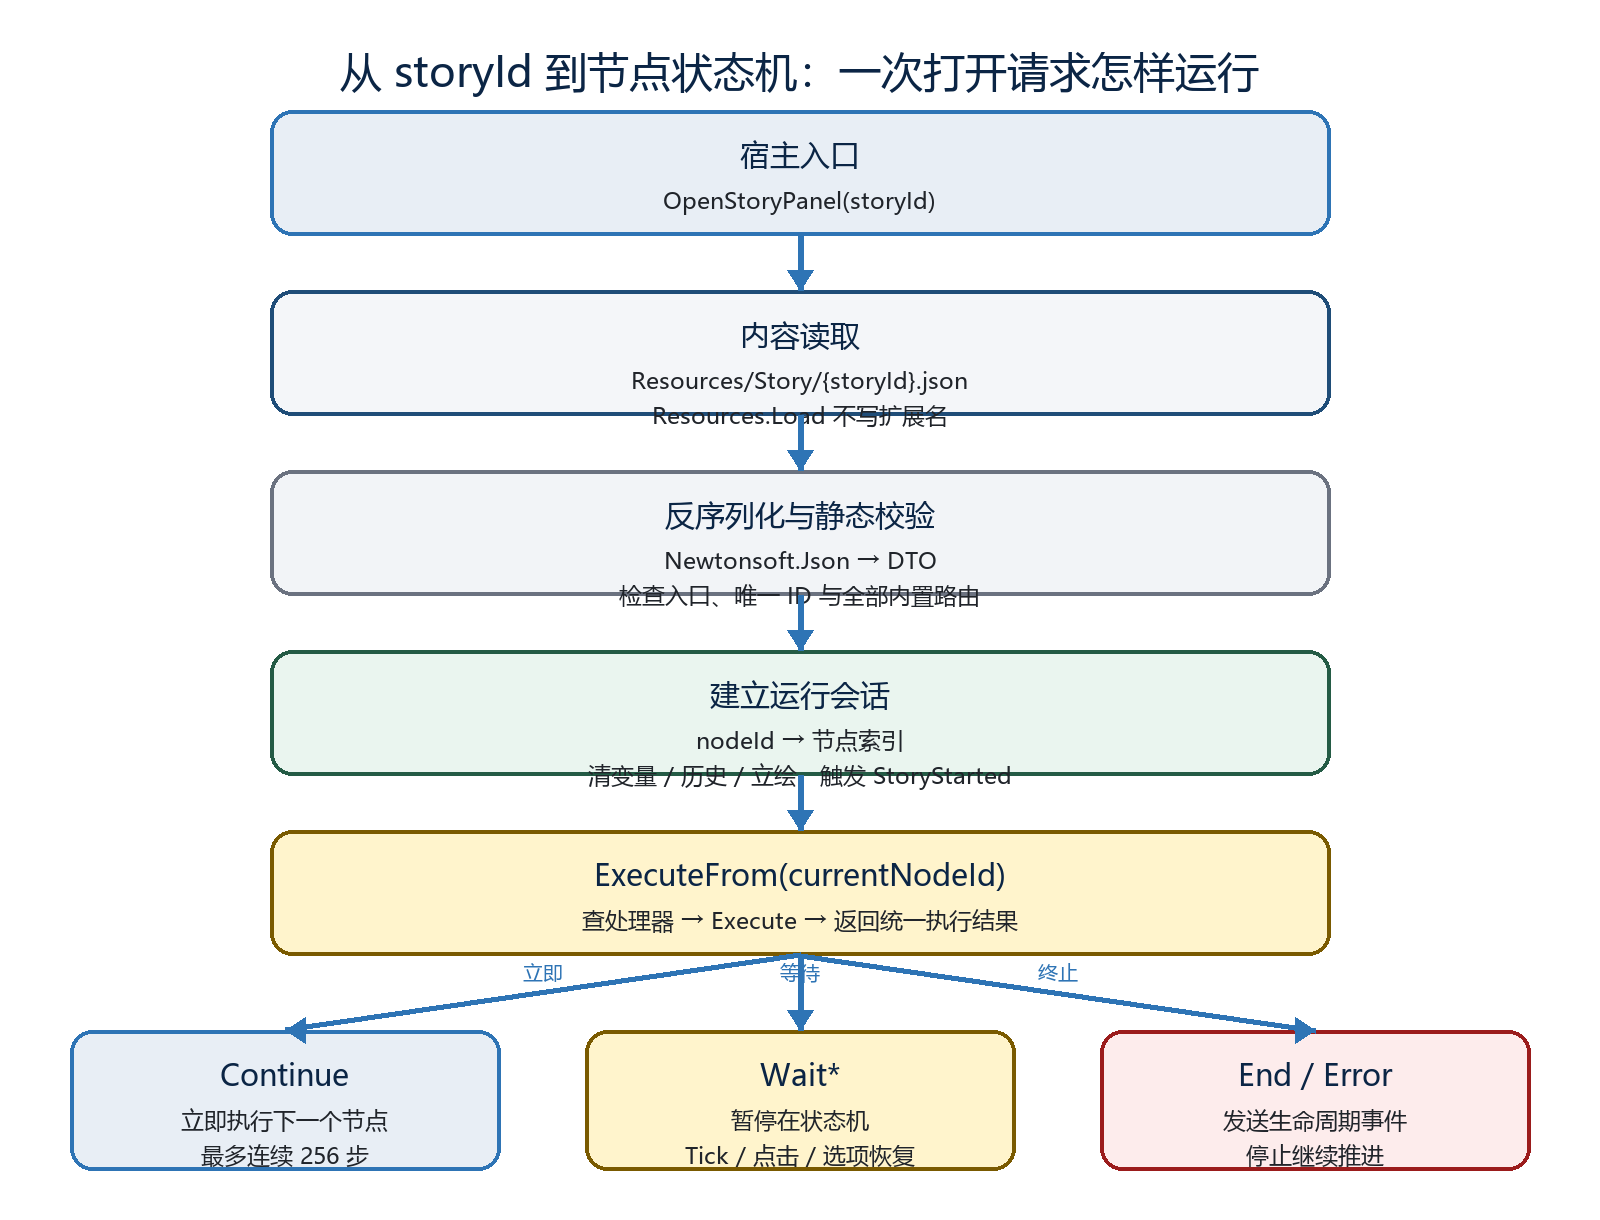 从 storyId 到节点状态机：一次打开请求怎样运行
宿主入口
OpenStoryPanel(storyId)
内容读取
Resources/Story/{storyId}.json
Resources.Load 不写扩展名
反序列化与静态校验
Newtonsoft.Json → DTO
检查入口、唯一 ID 与全部内置路由
建立运行会话
nodeId → 节点索引
清变量 / 历史 / 立绘，触发 StoryStarted
ExecuteFrom(currentNodeId)
查处理器 → Execute → 返回统一执行结果
立即
等待
终止
Continue
立即执行下一个节点
最多连续 256 步
Wait*
暂停在状态机
Tick / 点击 / 选项恢复
End / Error
发送生命周期事件
停止继续推进